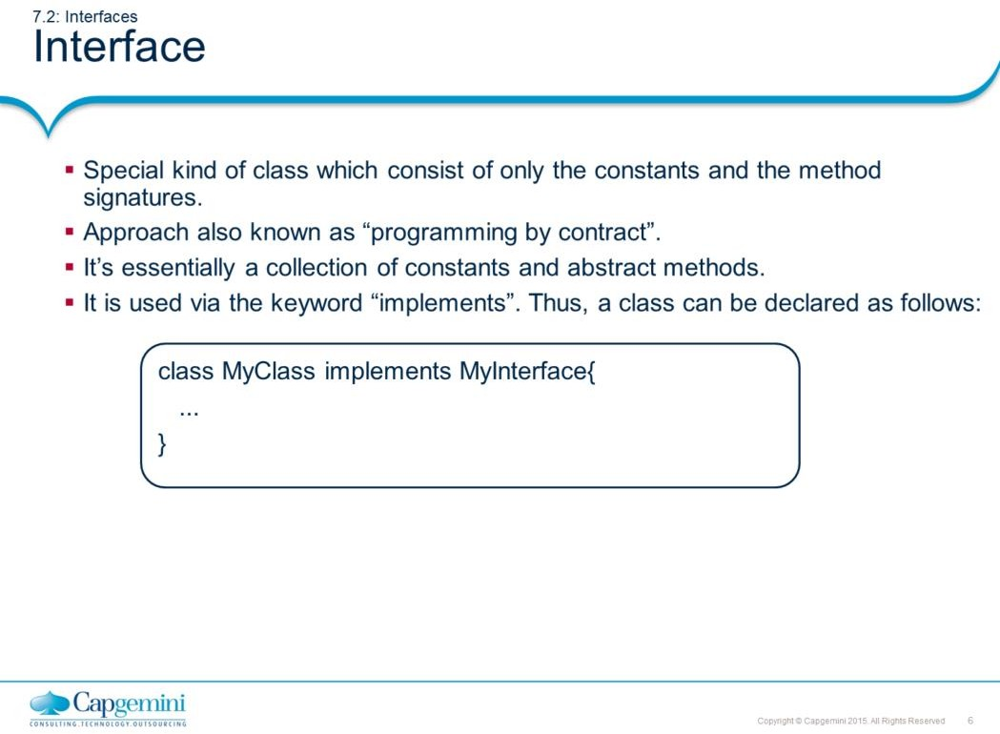 7.2: Interfaces
Interface
▪ Special kind of class which consist of only the constants and the method
signatures.
▪ Approach also known as “programming by contract”.
▪ It’s essentially a collection of constants and abstract methods.
▪ It is used via the keyword “implements”. Thus, a class can be declared as follows:
class MyClass implements MyInterface{
...
}
Capgemini
CONSULTING.TECHNOLOGY.OUTSOURCING
Copyright © Capgemini 2015. All Rights Reserved 6